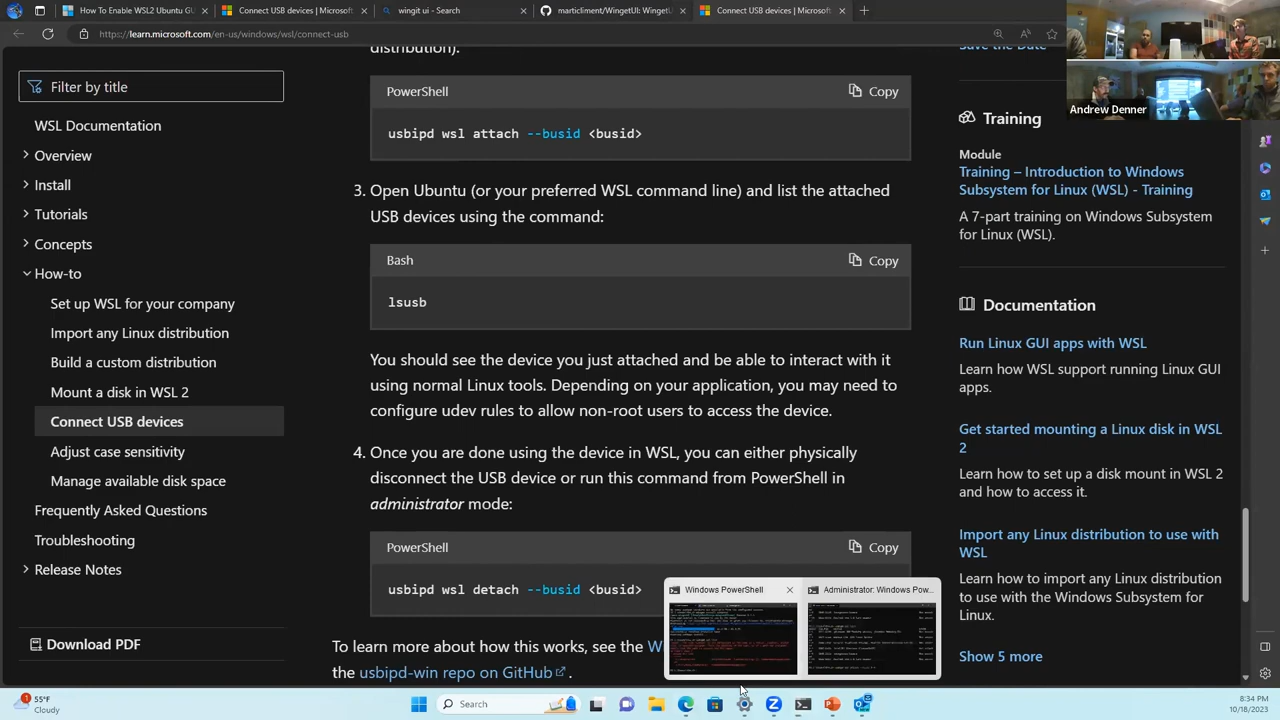 How To Enable WSL2 Ubuntu GU
Connect USB devices | Microsoft L
wingit ui - Search
marticliment/WingetUI: WingetU
Connect USB devices | Microsoft L
https://learn.microsoft.com/en-us/windows/wsl/connect-usb
Filter by title
WSL Documentation
Overview
Install
Tutorials
Concepts
How-to
Set up WSL for your company
Import any Linux distribution
Build a custom distribution
Mount a disk in WSL 2
Connect USB devices
Adjust case sensitivity
Manage available disk space
Frequently Asked Questions
Troubleshooting
Release Notes
Download
distribution).
PowerShell
Copy
usbipd wsl attach --busid <busid>
3. Open Ubuntu (or your preferred WSL command line) and list the attached
USB devices using the command:
Bash
Copy
lsusb
You should see the device you just attached and be able to interact with it
using normal Linux tools. Depending on your application, you may need to
configure udev rules to allow non-root users to access the device.
4. Once you are done using the device in WSL, you can either physically
disconnect the USB device or run this command from PowerShell in
administrator mode:
PowerShell
Copy
usbipd wsl detach --busid <busid>
To learn more about how this works, see the W
the usbipd-win repo on GitHub.
Save the Date
Training
Module
Training – Introduction to Windows
Subsystem for Linux (WSL) - Training
A 7-part training on Windows Subsystem
for Linux (WSL).
Documentation
Run Linux GUI apps with WSL
Learn how WSL support running Linux GUI
apps.
Get started mounting a Linux disk in WSL
2
Learn how to set up a disk mount in WSL 2
and how to access it.
Import any Linux distribution to use with
WSL
Learn how to import any Linux distribution
to use with the Windows Subsystem for
Linux.
Show 5 more
Andrew Denner
Windows PowerShell
Administrator: Windows Pow...
1
55°F
Cloudy
Search
8:34 PM
10/18/2023